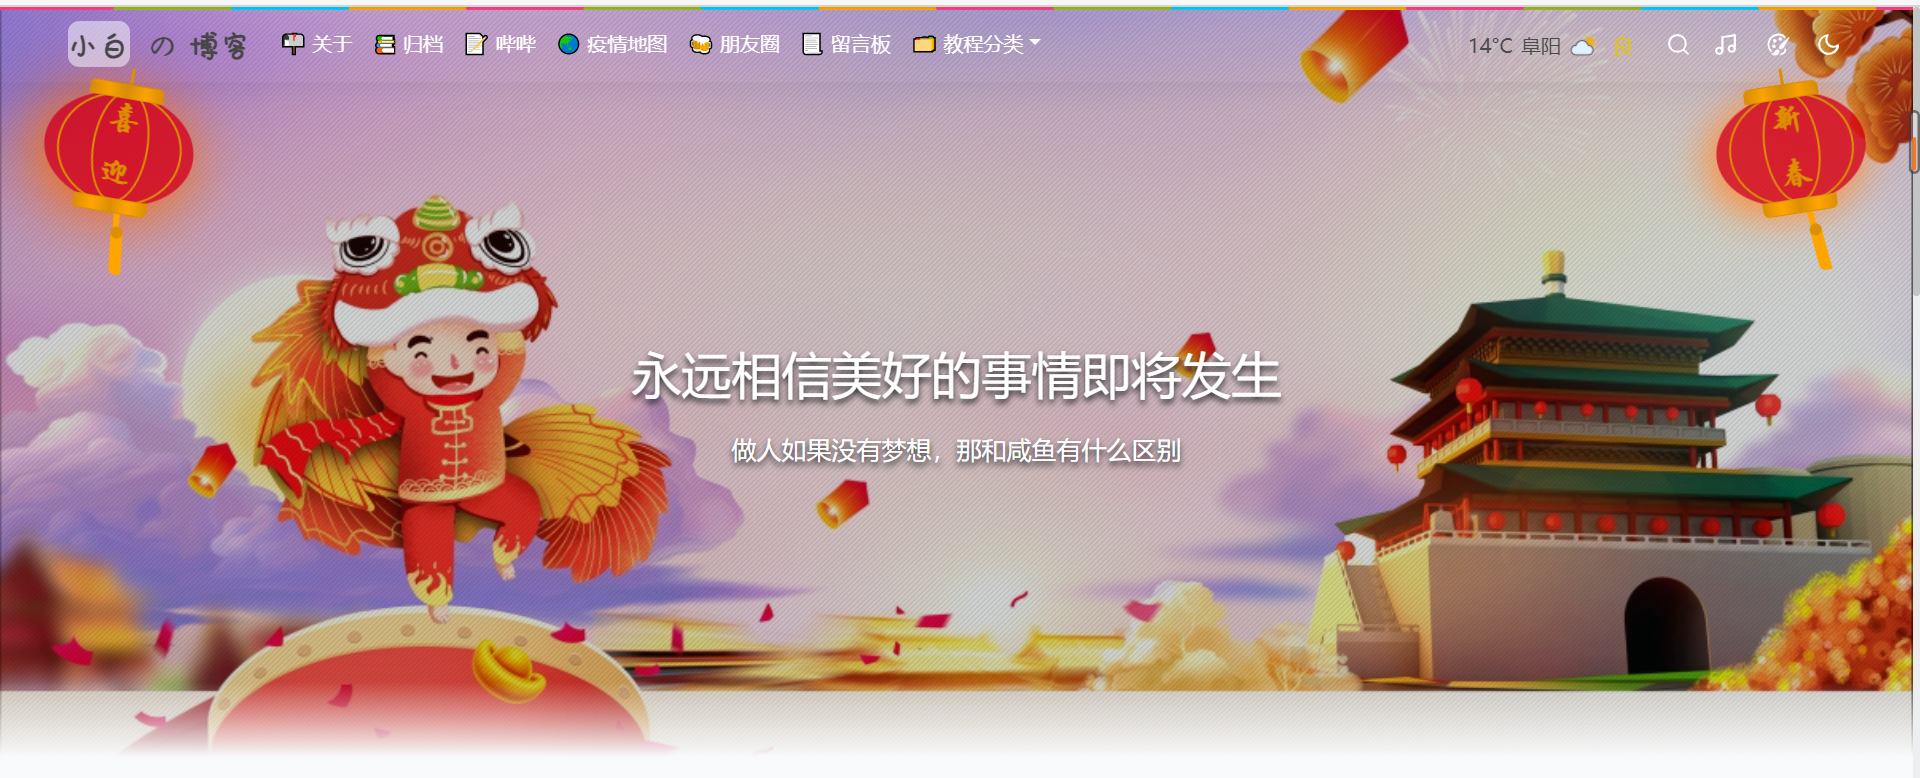 小白 の 博客 关于 归档 哔哔 疫情地图 朋友圈 留言板 教程分类 14°C 阜阳
喜迎
新春
永远相信美好的事情即将发生
做人如果没有梦想，那和咸鱼有什么区别